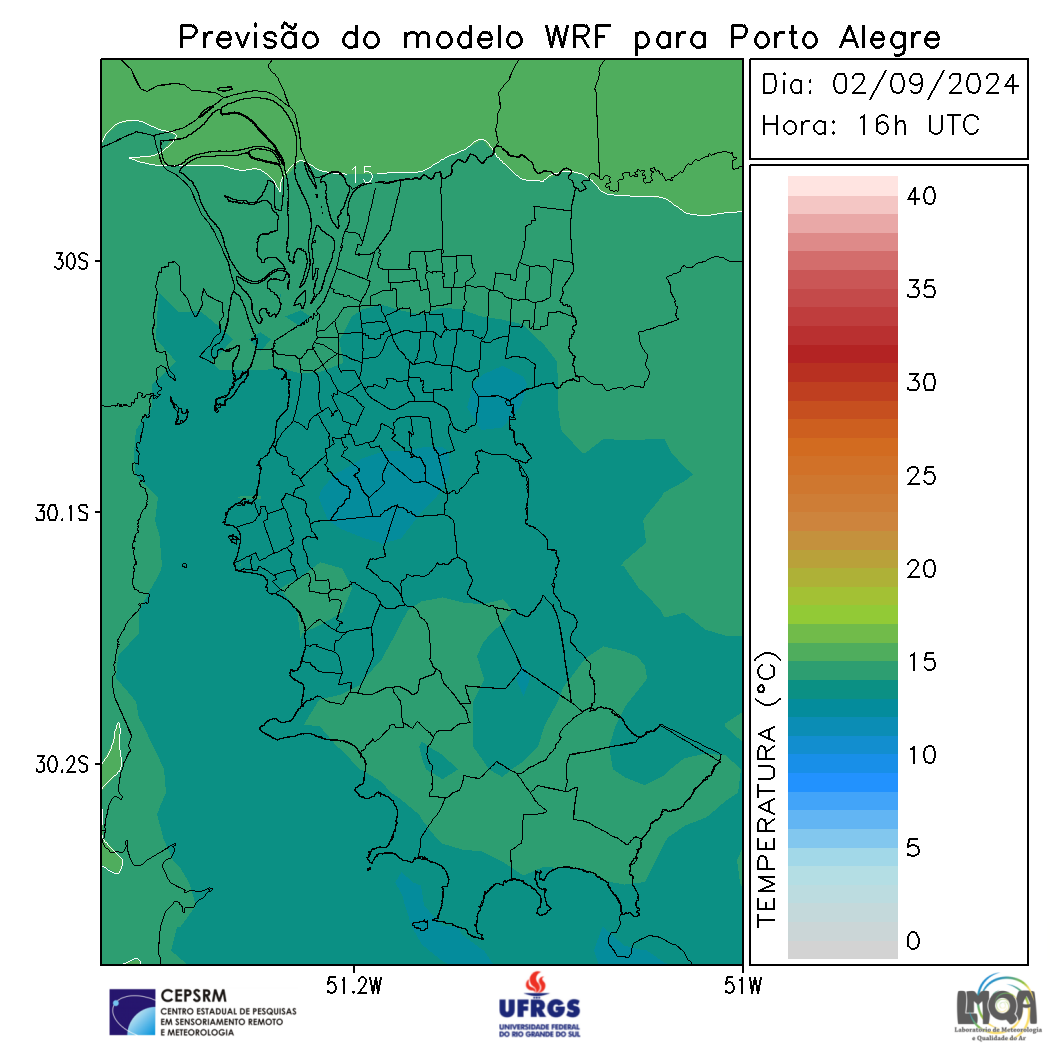 Previsão do modelo WRF para Porto Alegre
Dia: 02/09/2024
Hora: 16h UTC
15
30S
30.1S
30.2S
51.2W
51W
TEMPERATURA (°C)
40
35
30
25
20
15
10
5
0
CEPSRM
CENTRO ESTADUAL DE PESQUISAS
EM SENSORIAMENTO REMOTO
E METEOROLOGIA
UFRGS
UNIVERSIDADE FEDERAL
DO RIO GRANDE DO SUL
LMQA
Laboratório de Meteorologia
e Qualidade do Ar